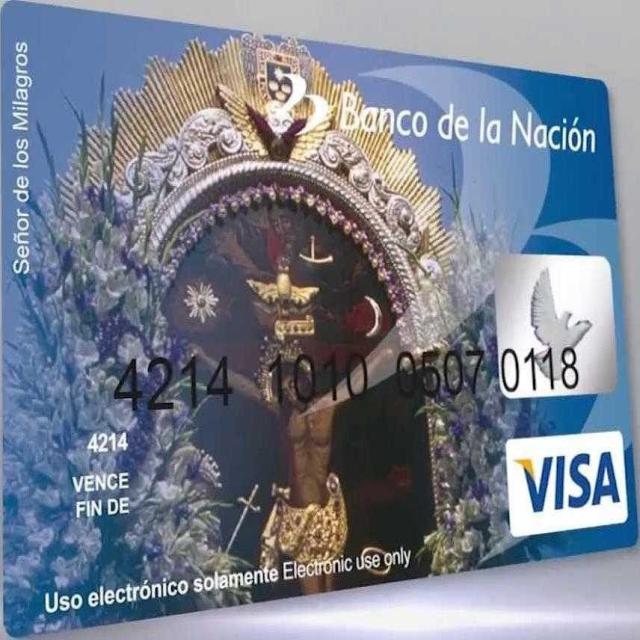 Señor de los Milagros
Banco de la Nación
4214 1010 0507 0118
4214
VENCE
FIN DE
VISA
Uso electrónico solamente Electronic use only